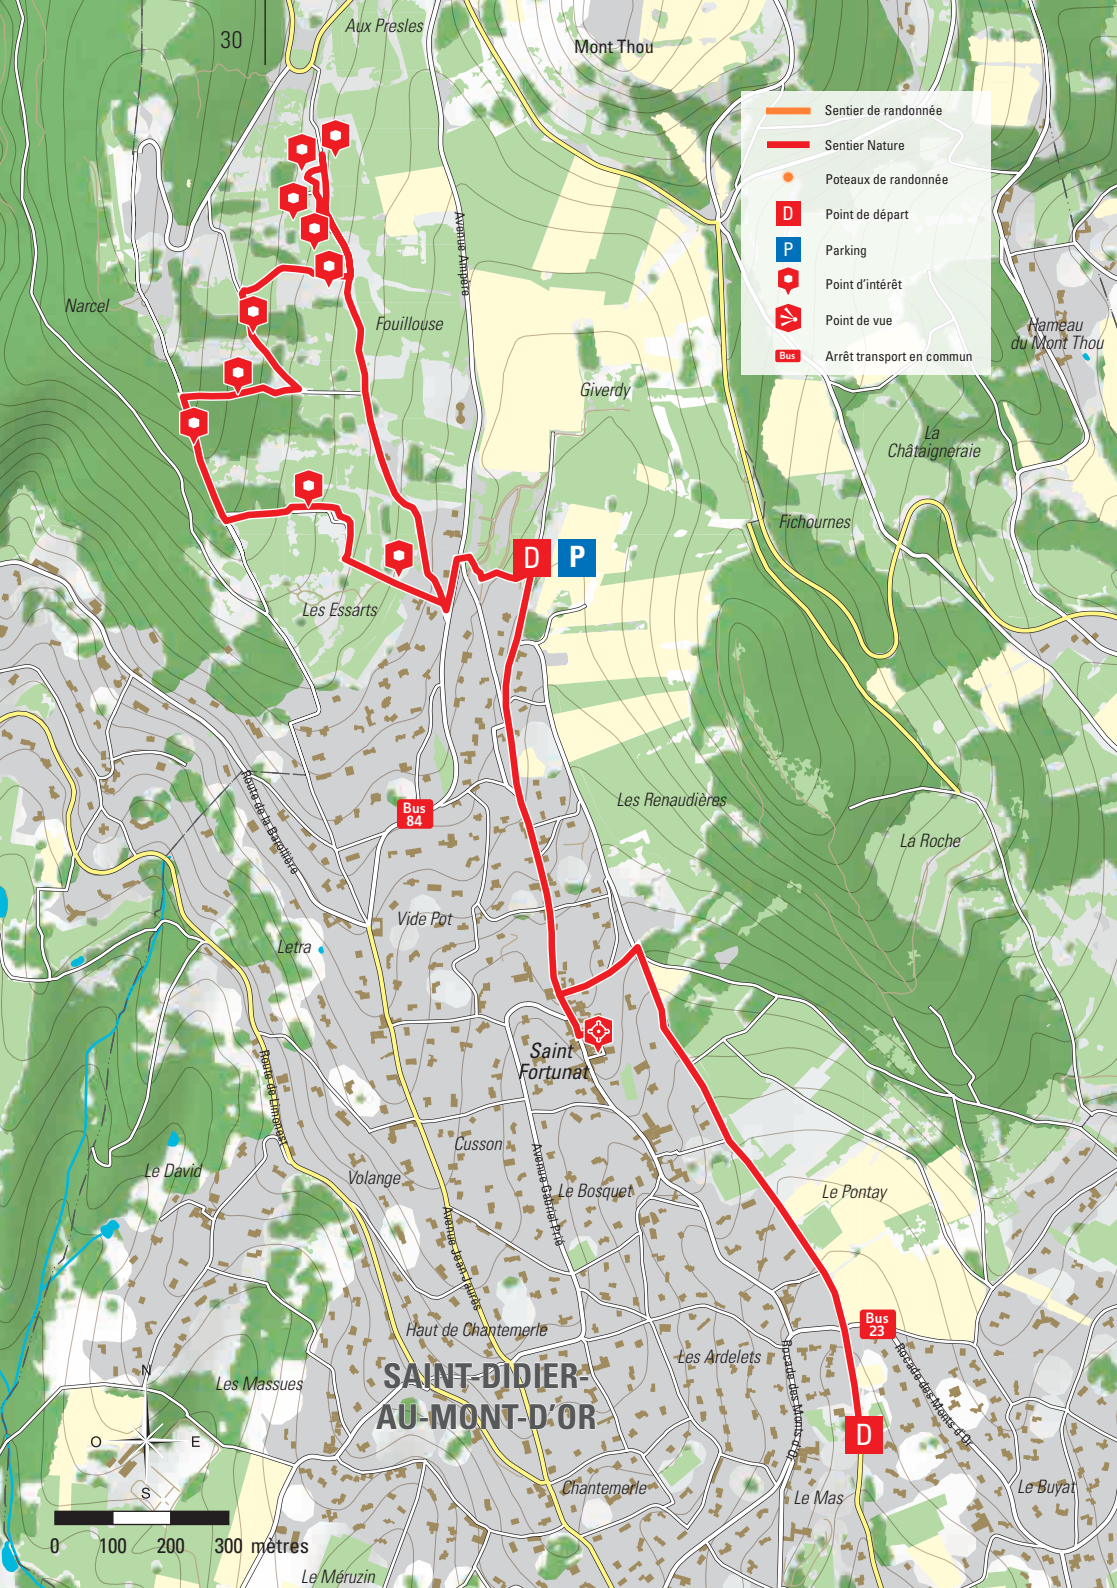 30
Aux Presles
Mont Thou
Sentier de randonnée
Sentier Nature
Poteaux de randonnée
D
Point de départ
P
Parking
Point d'intérêt
Point de vue
Bus
Arrêt transport en commun
Avenue Ampère
Narcel
Fouillouse
Hameau
du Mont Thou
Giverdy
La
Châtaigneraie
Fichournes
D
P
Les Essarts
Les Renaudières
Bus
84
Route de la Barollière
La Roche
Vide Pot
Letra
Saint
Fortunat
Route de Limonest
Cusson
Avenue Gabriel Prié
Le David
Volange
Le Bosquet
Le Pontay
Avenue Jean Jaurès
Haut de Chantemerle
Bus
23
Les Ardelets
Rocade des Monts d'Or
Rocade des Monts d'Or
SAINT-DIDIER-
AU-MONT-D'OR
Les Massues
N
O
E
S
D
Chantemerle
Le Mas
Le Buyat
0
100
200
300 mètres
Le Méruzin